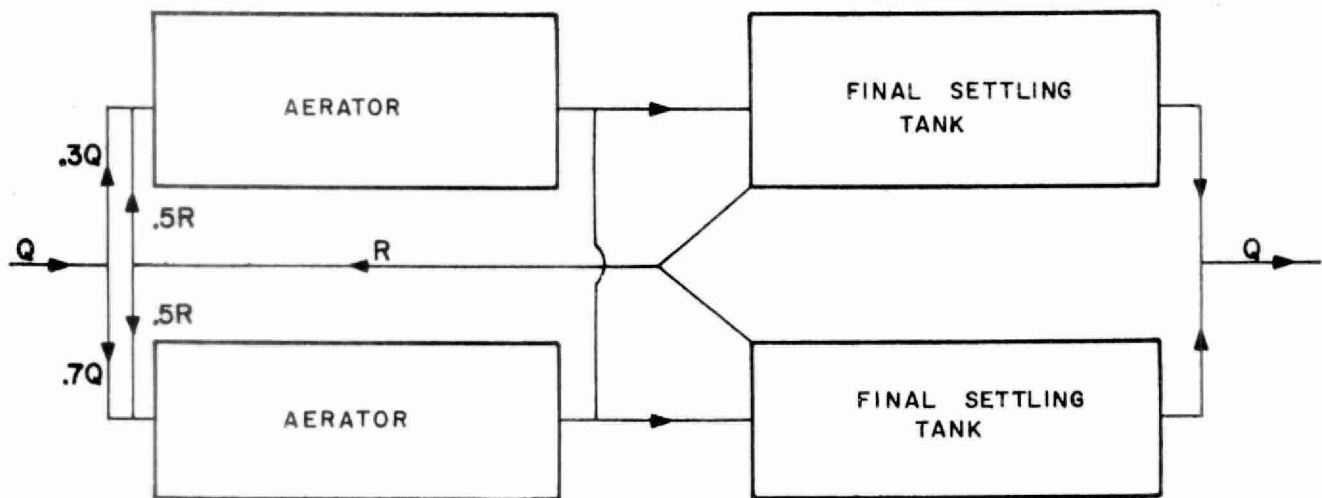 AERATOR
FINAL SETTLING
TANK
.3Q
.5R
Q
R
Q
.5R
.7Q
AERATOR
FINAL SETTLING
TANK